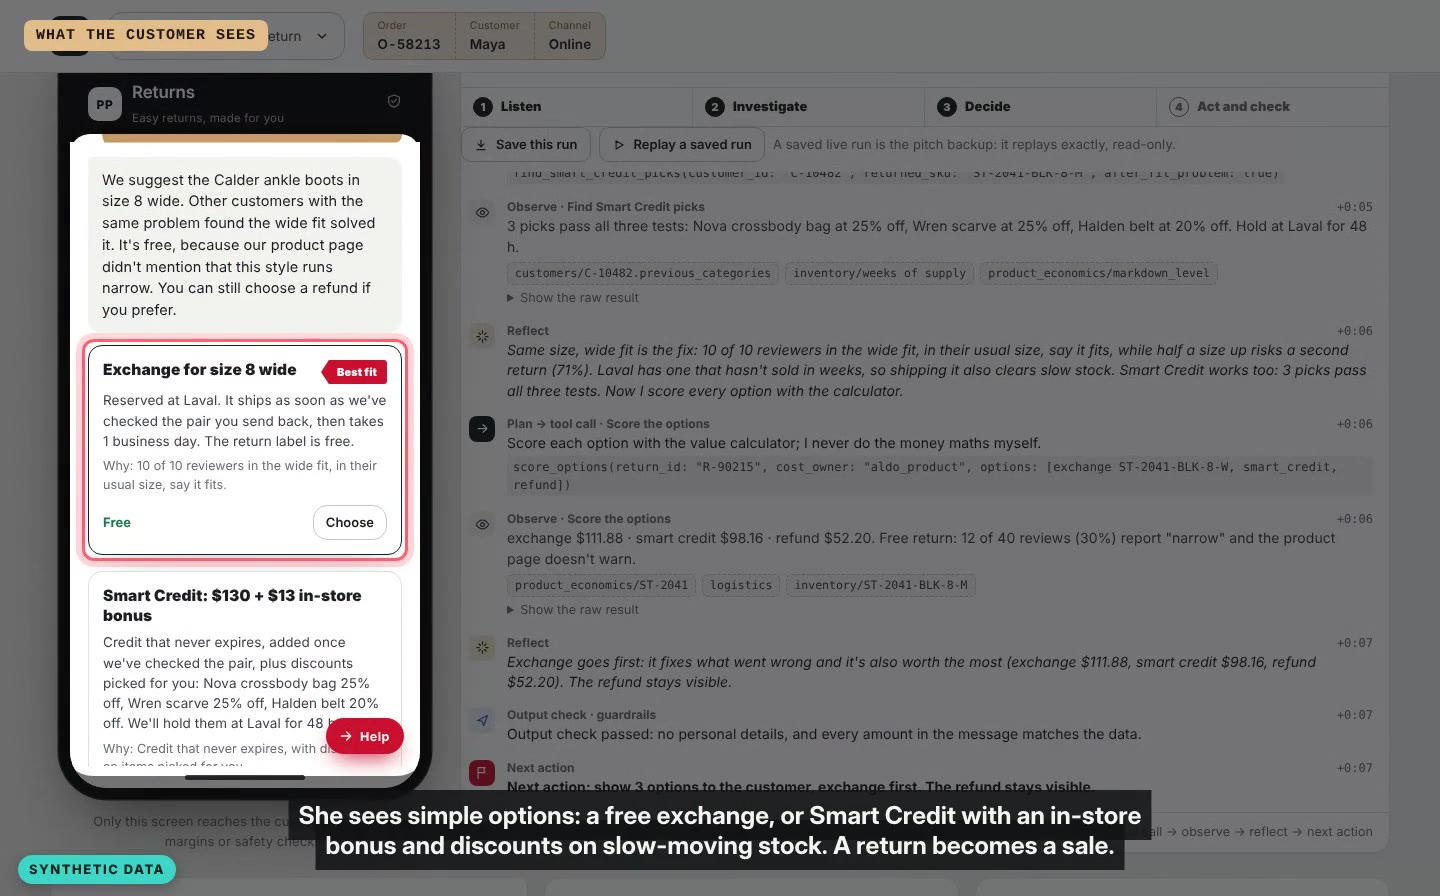 WHAT THE CUSTOMER SEES
eturn
Order
O-58213
Customer
Maya
Channel
Online
PP
Returns
Easy returns, made for you
We suggest the Calder ankle boots in
size 8 wide. Other customers with the
same problem found the wide fit solved
it. It's free, because our product page
didn't mention that this style runs
narrow. You can still choose a refund if
you prefer.
Exchange for size 8 wide
Best fit
Reserved at Laval. It ships as soon as we've
checked the pair you send back, then takes
1 business day. The return label is free.
Why: 10 of 10 reviewers in the wide fit, in their
usual size, say it fits.
Free
Choose
Smart Credit: $130 + $13 in-store
bonus
Credit that never expires, added once
we've checked the pair, plus discounts
picked for you: Nova crossbody bag 25%
off, Wren scarve 25% off, Halden belt 20%
off. We'll hold them at Laval for 48 h
Why: Credit that never expires, with dis
on items picked for you
Help
Only this screen reaches the cu
margins or safety check
1 Listen
2 Investigate
3 Decide
4 Act and check
Save this run
Replay a saved run
A saved live run is the pitch backup: it replays exactly, read-only.
find_smart_credit_picks(customer_id: "C-10482", returned_sku: "ST-2041-BLK-8-M", after_fit_problem: true)
Observe · Find Smart Credit picks
+0:05
3 picks pass all three tests: Nova crossbody bag at 25% off, Wren scarve at 25% off, Halden belt at 20% off. Hold at Laval for 48
h.
customers/C-10482.previous_categories
inventory/weeks of supply
product_economics/markdown_level
▶ Show the raw result
Reflect
+0:06
Same size, wide fit is the fix: 10 of 10 reviewers in the wide fit, in their usual size, say it fits, while half a size up risks a second
return (71%). Laval has one that hasn't sold in weeks, so shipping it also clears slow stock. Smart Credit works too: 3 picks pass
all three tests. Now I score every option with the calculator.
Plan → tool call · Score the options
+0:06
Score each option with the value calculator; I never do the money maths myself.
score_options(return_id: "R-90215", cost_owner: "aldo_product", options: [exchange ST-2041-BLK-8-W, smart_credit,
refund])
Observe · Score the options
+0:06
exchange $111.88 · smart credit $98.16 · refund $52.20. Free return: 12 of 40 reviews (30%) report "narrow" and the product
page doesn't warn.
product_economics/ST-2041
logistics
inventory/ST-2041-BLK-8-M
▶ Show the raw result
Reflect
+0:07
Exchange goes first: it fixes what went wrong and it's also worth the most (exchange $111.88, smart credit $98.16, refund
$52.20). The refund stays visible.
Output check · guardrails
+0:07
Output check passed: no personal details, and every amount in the message matches the data.
Next action
+0:07
Next action: show 3 options to the customer, exchange first. The refund stays visible.
call → observe → reflect → next action
She sees simple options: a free exchange, or Smart Credit with an in-store
bonus and discounts on slow-moving stock. A return becomes a sale.
SYNTHETIC DATA